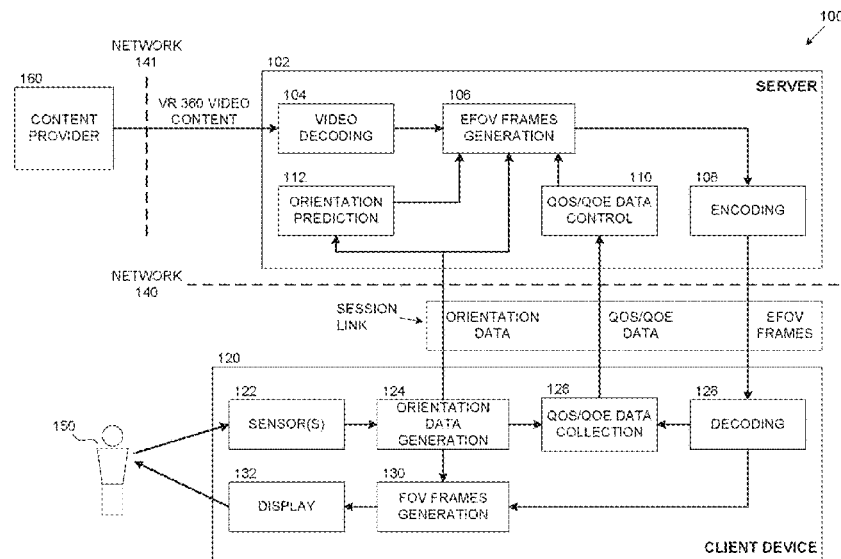 100
NETWORK
141
160
CONTENT
PROVIDER
VR 360 VIDEO
CONTENT
102
SERVER
104
VIDEO
DECODING
106
EFOV FRAMES
GENERATION
112
ORIENTATION
PREDICTION
110
QOS/QOE DATA
CONTROL
108
ENCODING
NETWORK
140
SESSION
LINK
ORIENTATION
DATA
QOS/QOE
DATA
EFOV
FRAMES
120
122
SENSOR(S)
124
ORIENTATION
DATA
GENERATION
126
QOS/QOE DATA
COLLECTION
128
DECODING
150
132
DISPLAY
130
FOV FRAMES
GENERATION
CLIENT DEVICE